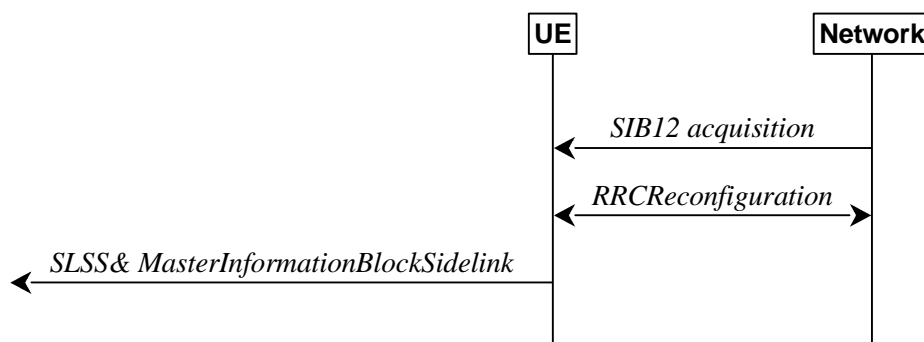 UE
Network
SIB12 acquisition
RRCReconfiguration
SLSS& MasterInformationBlockSidelink